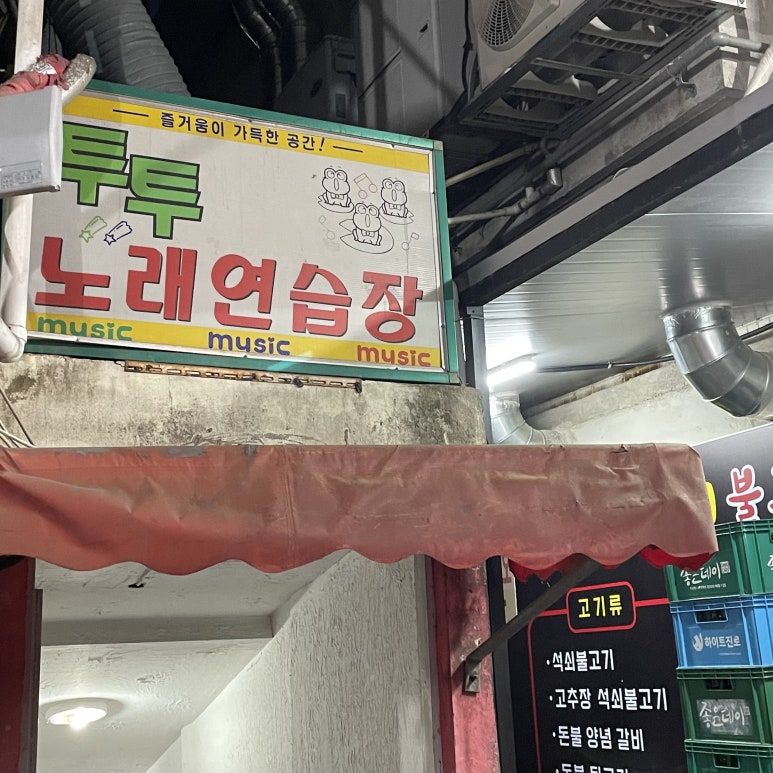 즐거움이 가득한 공간!
투투
노래연습장
music music music
불
고기류
·석쇠불고기
·고추장 석쇠불고기
·돈불 양념 갈비
좋은데이
하이트진로
좋은데이